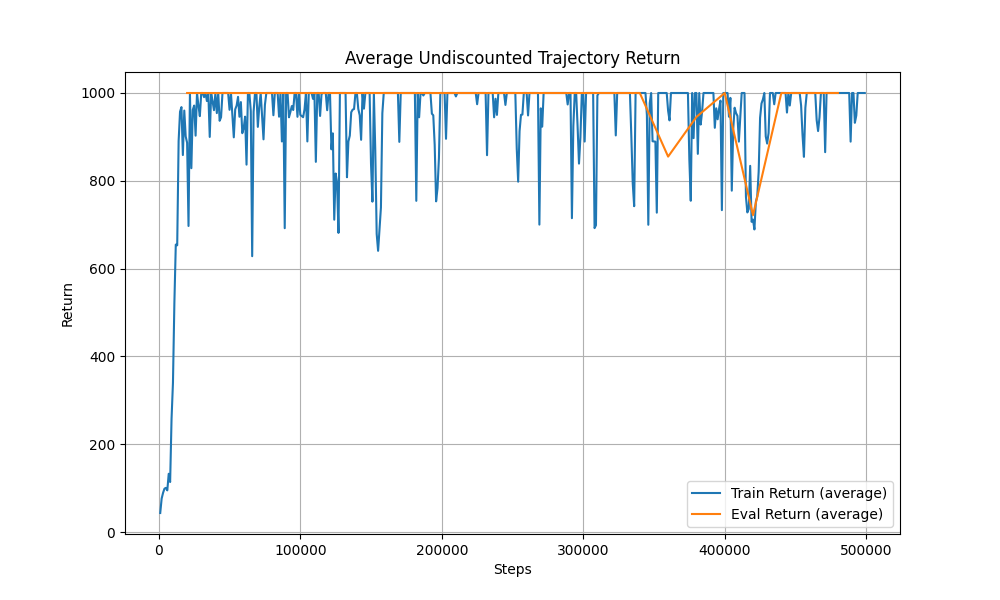 Average Undiscounted Trajectory Return
Return
1000
800
600
400
200
0
0 100000 200000 300000 400000 500000
Steps
Train Return (average)
Eval Return (average)